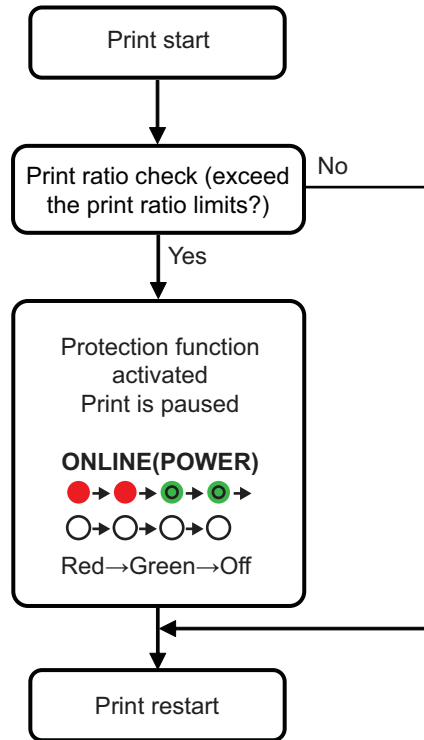 Print start
Print ratio check (exceed
the print ratio limits?)
No
Yes
Protection function
activated
Print is paused
ONLINE(POWER)
Red→Green→Off
Print restart